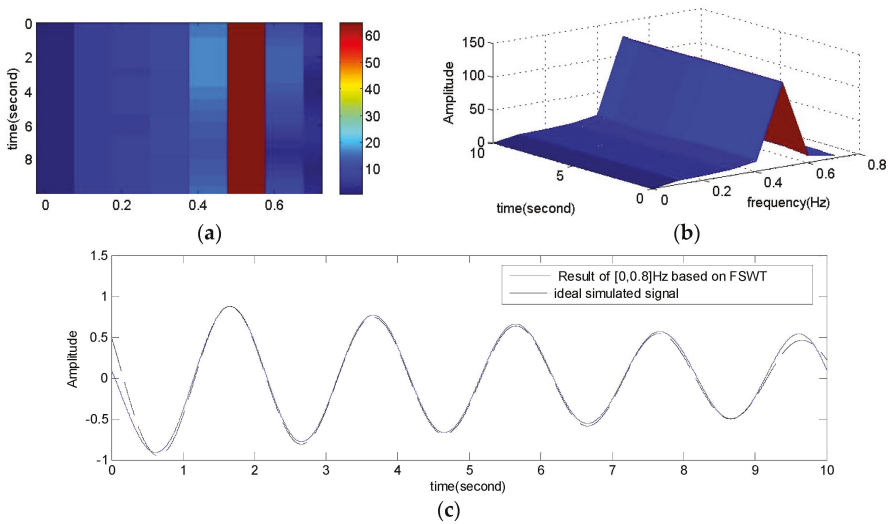 0
2
4
6
8
time(second)
0
0.2
0.4
0.6
60
50
40
30
20
10
(a)
150
100
50
0
Amplitude
10
5
0
time(second)
0
0.2
0.4
0.6
0.8
frequency(Hz)
(b)
1.5
1
0.5
0
-0.5
-1
Amplitude
Result of [0,0.8]Hz based on FSWT
ideal simulated signal
0 1 2 3 4 5 6 7 8 9 10
time(second)
(c)